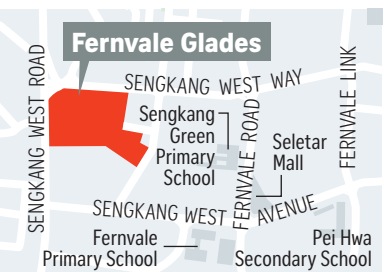 Fernvale Glades
SENGKANG WEST ROAD
SENGKANG WEST WAY
FERNVALE LINK
Sengkang
Green
Primary
School
FERNVALE ROAD
Seletar
Mall
SENGKANG WEST AVENUE
Fernvale
Primary School
Pei Hwa
Secondary School